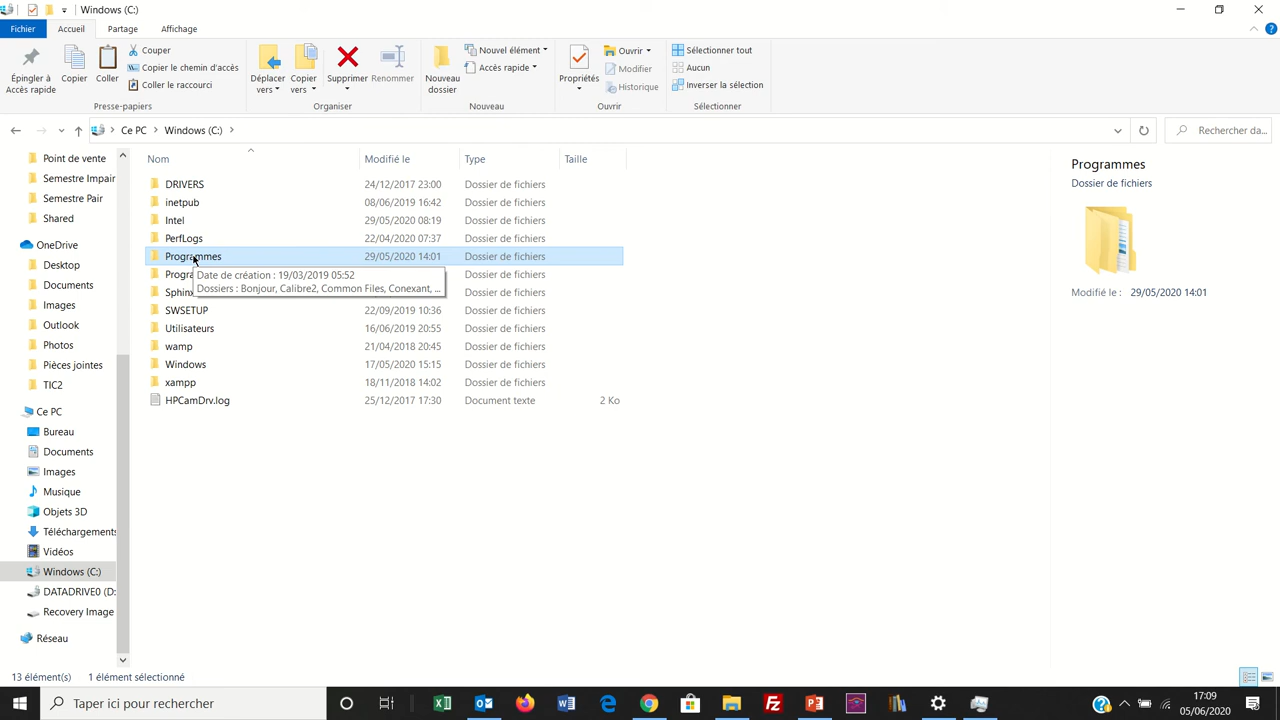 Windows (C:)
Fichier Accueil Partage Affichage
Épingler à Accès rapide
Copier
Coller
Couper
Copier le chemin d'accès
Coller le raccourci
Presse-papiers
Déplacer vers
Copier vers
Supprimer
Renommer
Organiser
Nouveau dossier
Nouvel élément
Accès rapide
Nouveau
Propriétés
Ouvrir
Modifier
Historique
Ouvrir
Sélectionner tout
Aucun
Inverser la sélection
Sélectionner
Ce PC > Windows (C:) >
Rechercher da...
Point de vente
Semestre Impair
Semestre Pair
Shared
OneDrive
Desktop
Documents
Images
Outlook
Photos
Pièces jointes
TIC2
Ce PC
Bureau
Documents
Images
Musique
Objets 3D
Téléchargements
Vidéos
Windows (C:)
DATADRIVE0 (D:
Recovery Image
Réseau
Nom Modifié le Type Taille
DRIVERS 24/12/2017 23:00 Dossier de fichiers
inetpub 08/06/2019 16:42 Dossier de fichiers
Intel 29/05/2020 08:19 Dossier de fichiers
PerfLogs 22/04/2020 07:37 Dossier de fichiers
Programmes 29/05/2020 14:01 Dossier de fichiers
Progra Dossier de fichiers
Date de création : 19/03/2019 05:52
Dossiers : Bonjour, Calibre2, Common Files, Conexant, ...
Sphinx Dossier de fichiers
SWSETUP 22/09/2019 10:36 Dossier de fichiers
Utilisateurs 16/06/2019 20:55 Dossier de fichiers
wamp 21/04/2018 20:45 Dossier de fichiers
Windows 17/05/2020 15:15 Dossier de fichiers
xampp 18/11/2018 14:02 Dossier de fichiers
HPCamDrv.log 25/12/2017 17:30 Document texte 2 Ko
Programmes
Dossier de fichiers
Modifié le : 29/05/2020 14:01
13 élément(s) 1 élément sélectionné
Taper ici pour rechercher
17:09
05/06/2020